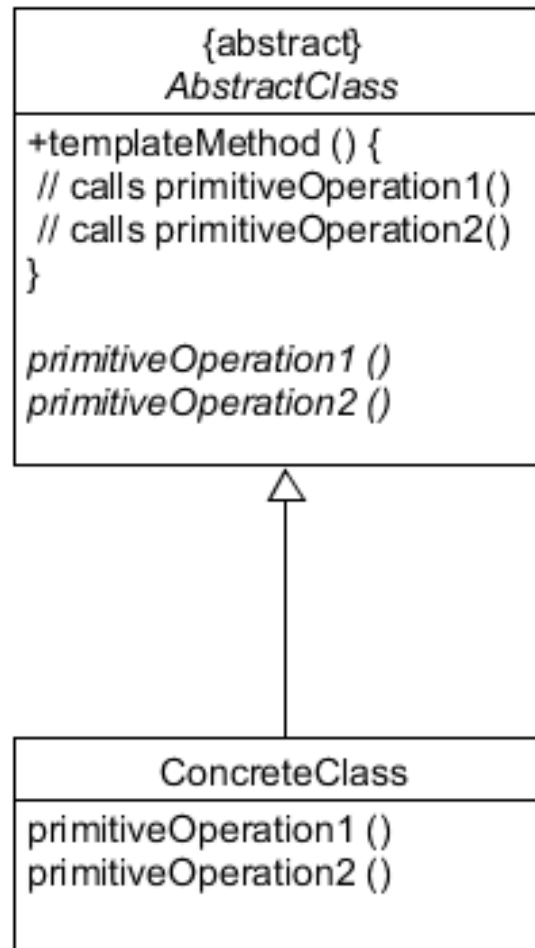 {abstract}
AbstractClass
+templateMethod () {
// calls primitiveOperation1()
// calls primitiveOperation2()
}
primitiveOperation1 ()
primitiveOperation2 ()
ConcreteClass
primitiveOperation1 ()
primitiveOperation2 ()